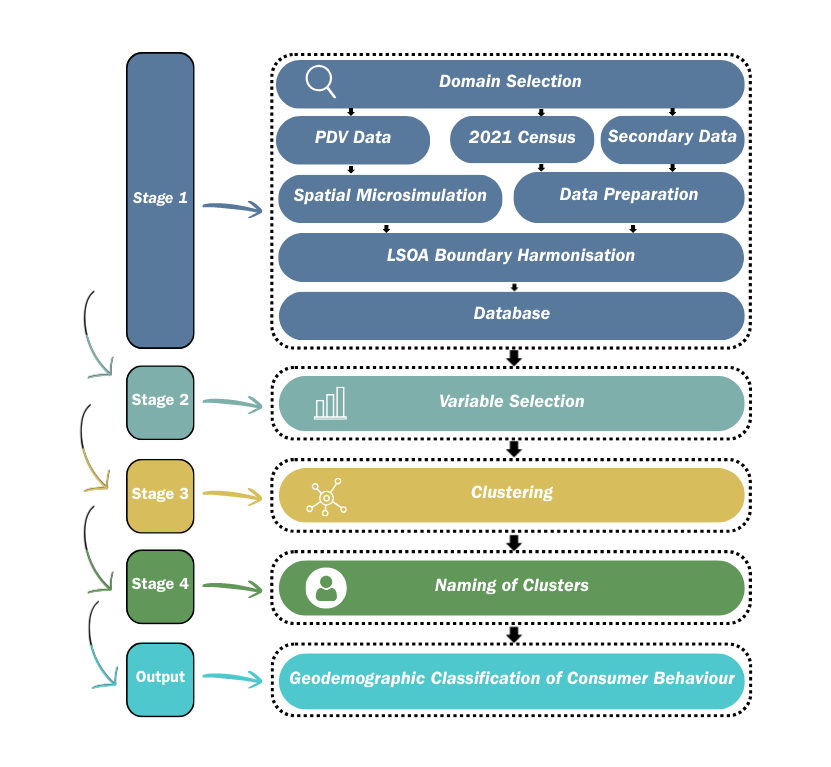 Stage 1
Domain Selection
PDV Data
2021 Census
Secondary Data
Spatial Microsimulation
Data Preparation
LSOA Boundary Harmonisation
Database
Stage 2
Variable Selection
Stage 3
Clustering
Stage 4
Naming of Clusters
Output
Geodemographic Classification of Consumer Behaviour